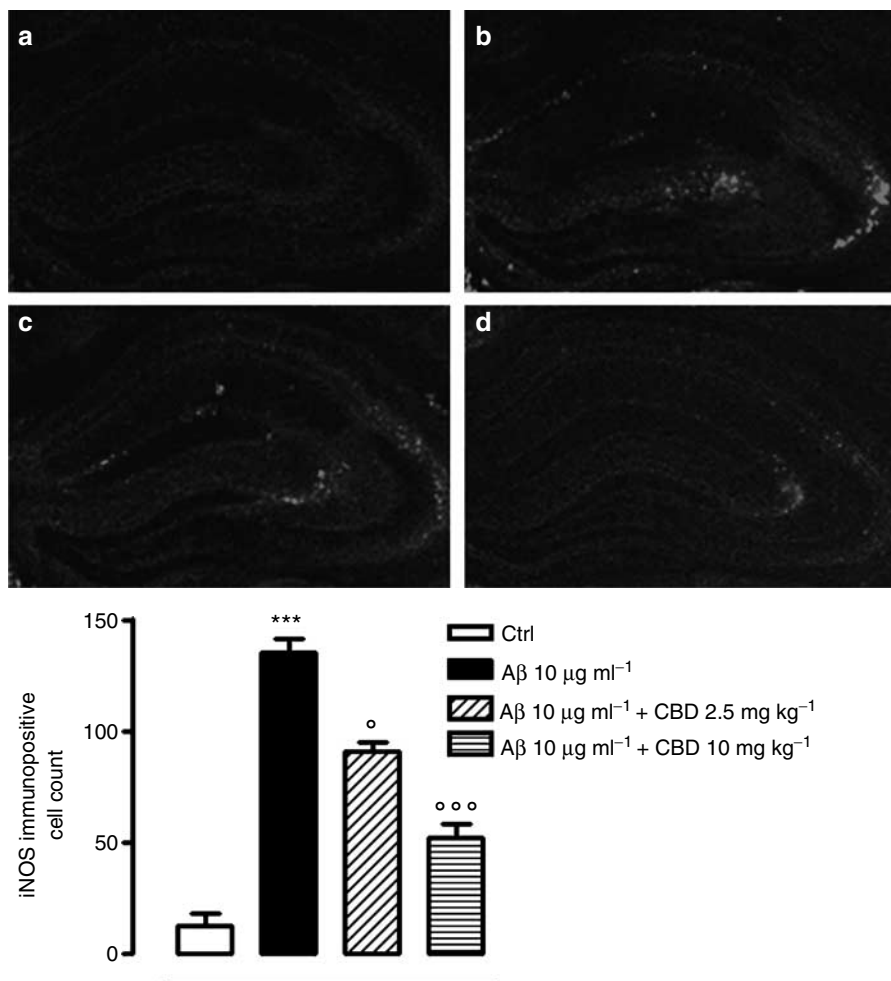 a
b
c
d
150
100
50
0
iNOS immunopositive
cell count
***
°
° ° °
Ctrl
Aβ 10 μg ml⁻¹
Aβ 10 μg ml⁻¹ + CBD 2.5 mg kg⁻¹
Aβ 10 μg ml⁻¹ + CBD 10 mg kg⁻¹